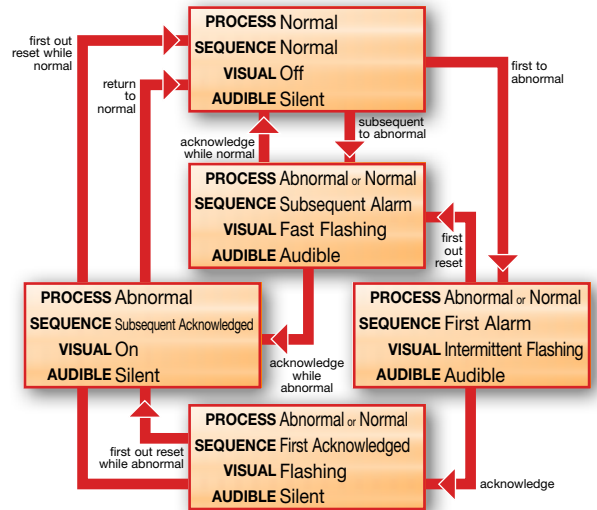 PROCESS Normal
SEQUENCE Normal
VISUAL Off
AUDIBLE Silent
first out
reset while
normal
return
to
normal
first to
abnormal
acknowledge
while normal
subsequent
to abnormal
PROCESS Abnormal or Normal
SEQUENCE Subsequent Alarm
VISUAL Fast Flashing
AUDIBLE Audible
first
out
reset
PROCESS Abnormal
SEQUENCE Subsequent Acknowledged
VISUAL On
AUDIBLE Silent
acknowledge
while
abnormal
PROCESS Abnormal or Normal
SEQUENCE First Alarm
VISUAL Intermittent Flashing
AUDIBLE Audible
first out reset
while abnormal
PROCESS Abnormal or Normal
SEQUENCE First Acknowledged
VISUAL Flashing
AUDIBLE Silent
acknowledge